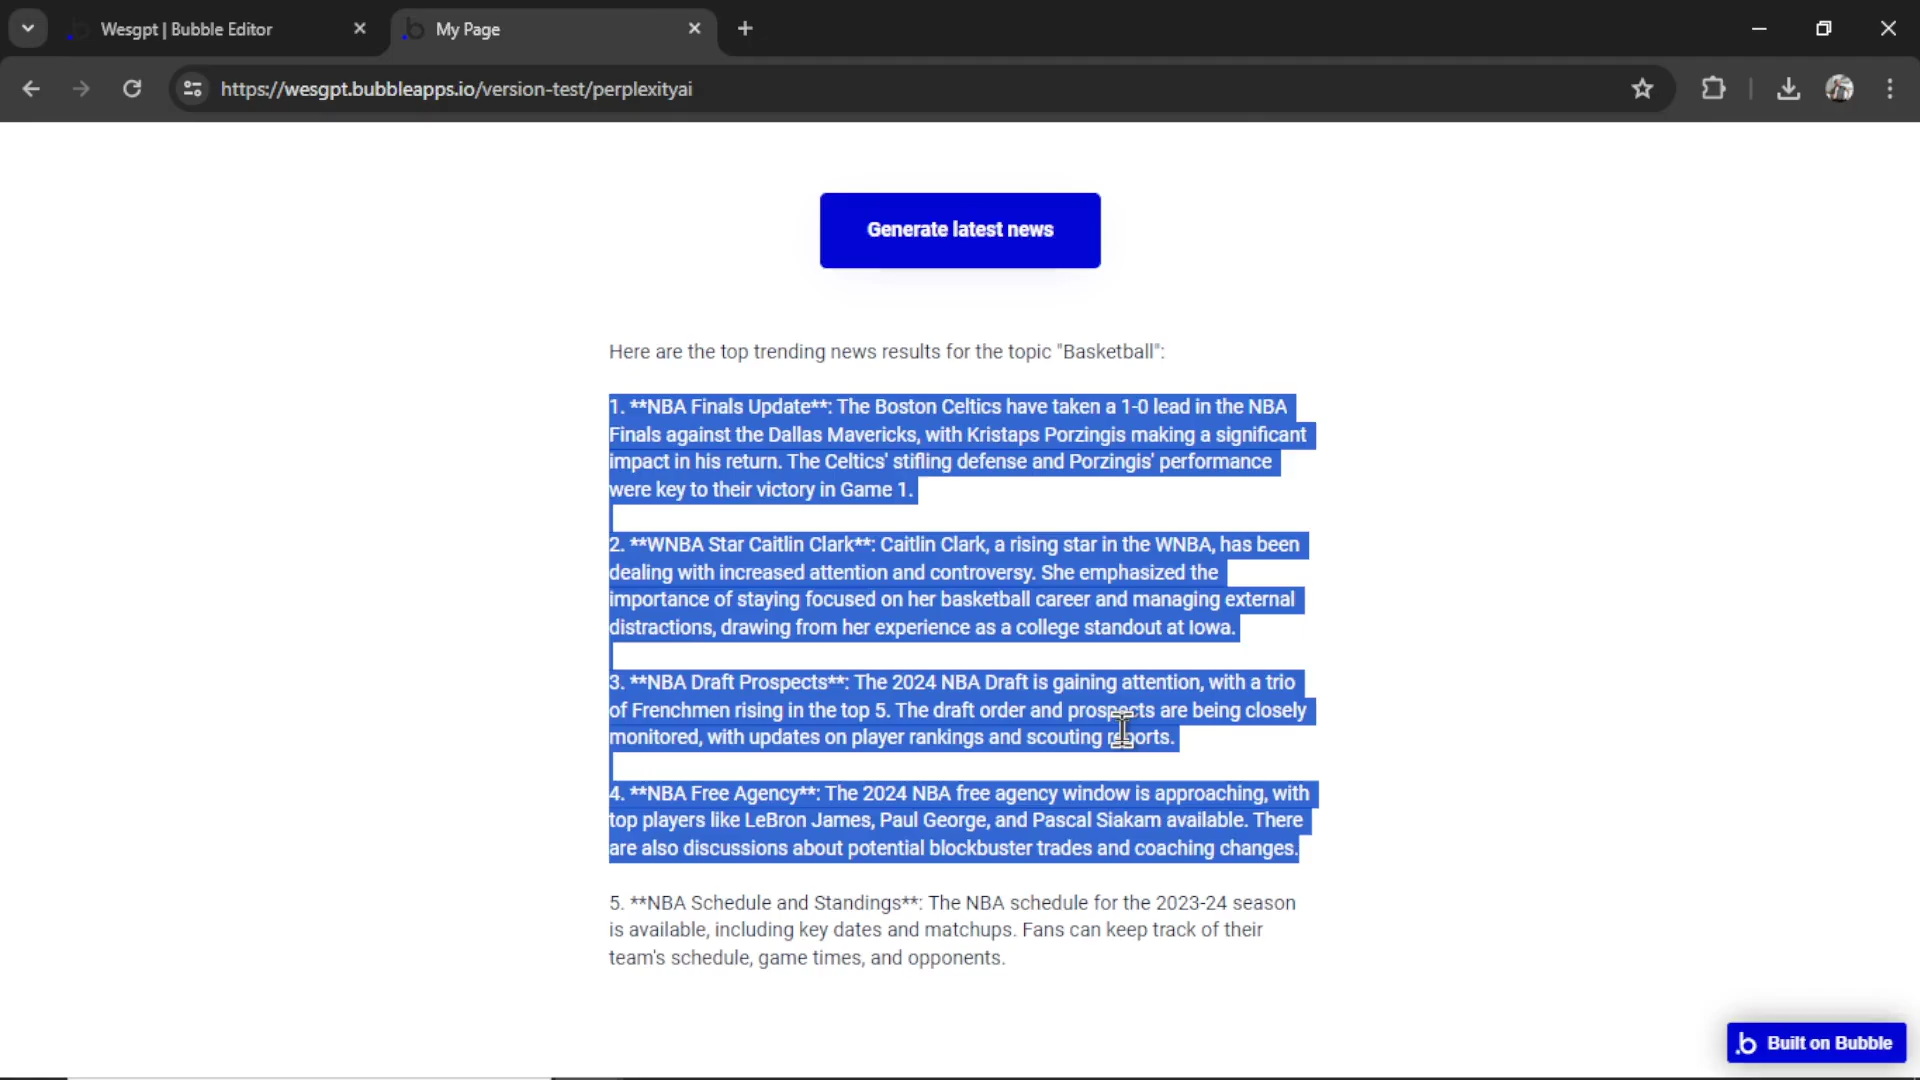 Wesgpt | Bubble Editor
My Page
https://wesgpt.bubbleapps.io/version-test/perplexityai
Generate latest news
Here are the top trending news results for the topic "Basketball":
1. **NBA Finals Update**: The Boston Celtics have taken a 1-0 lead in the NBA
Finals against the Dallas Mavericks, with Kristaps Porzingis making a significant
impact in his return. The Celtics' stifling defense and Porzingis' performance
were key to their victory in Game 1.
2. **WNBA Star Caitlin Clark**: Caitlin Clark, a rising star in the WNBA, has been
dealing with increased attention and controversy. She emphasized the
importance of staying focused on her basketball career and managing external
distractions, drawing from her experience as a college standout at Iowa.
3. **NBA Draft Prospects**: The 2024 NBA Draft is gaining attention, with a trio
of Frenchmen rising in the top 5. The draft order and prospects are being closely
monitored, with updates on player rankings and scouting reports.
4. **NBA Free Agency**: The 2024 NBA free agency window is approaching, with
top players like LeBron James, Paul George, and Pascal Siakam available. There
are also discussions about potential blockbuster trades and coaching changes.
5. **NBA Schedule and Standings**: The NBA schedule for the 2023-24 season
is available, including key dates and matchups. Fans can keep track of their
team's schedule, game times, and opponents.
b Built on Bubble